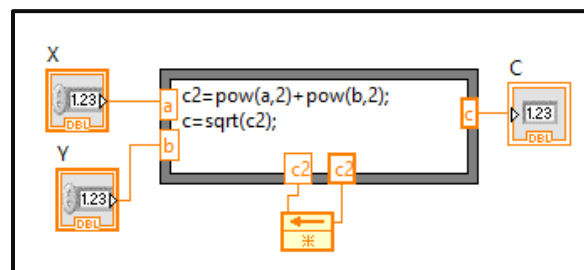 X
1.23
DBL
Y
1.23
DBL
a
b
c2=pow(a,2)+pow(b,2);
c=sqrt(c2);
c2
c2
c
C
1.23
DBL